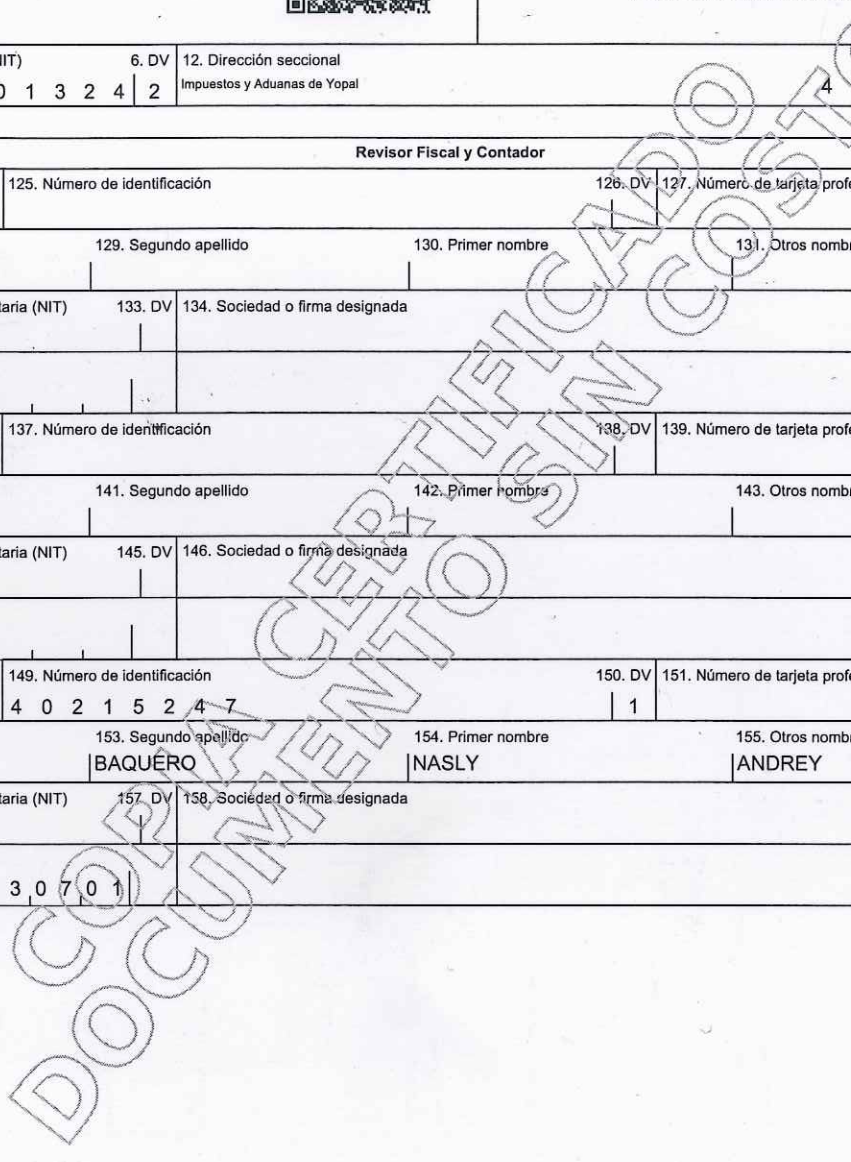 6. DV 12. Dirección seccional
1 3 2 4 2 Impuestos y Aduanas de Yopal 4
Revisor Fiscal y Contador
125. Número de identificación 126. DV 127. Número de tarjeta profe
129. Segundo apellido 130. Primer nombre 131. Otros nombr
taria (NIT) 133. DV 134. Sociedad o firma designada
137. Número de identificación 138. DV 139. Número de tarjeta profe
141. Segundo apellido 142. Primer nombre 143. Otros nombr
taria (NIT) 145. DV 146. Sociedad o firma designada
149. Número de identificación 150. DV 151. Número de tarjeta profe
4 0 2 1 5 2 4 7 1
153. Segundo apellido 154. Primer nombre 155. Otros nombr
BAQUERO NASLY ANDREY
taria (NIT) 157. DV 158. Sociedad o firma designada
3 0 7 0 1
COPIA CERTIFICADO
DOCUMENTO SIN COSTO